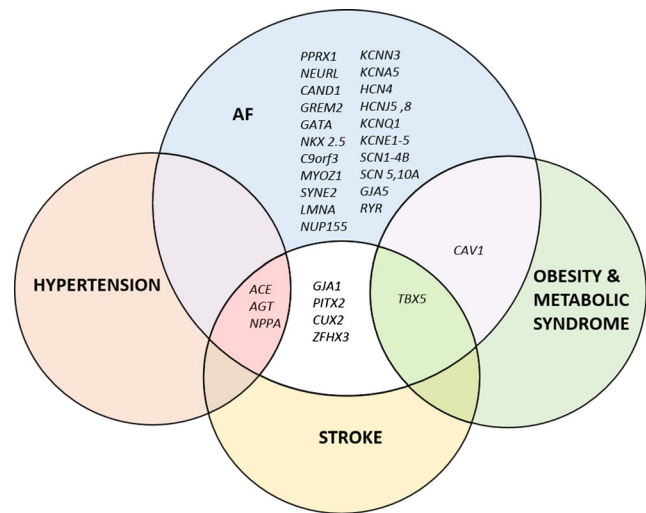 AF
PPRX1
NEURL
CAND1
GREM2
GATA
NKX 2.5
C9orf3
MYOZ1
SYNE2
LMNA
NUP155
KCNN3
KCNA5
HCN4
HCNJ5 ,8
KCNQ1
KCNE1-5
SCN1-4B
SCN 5,10A
GJA5
RYR
HYPERTENSION
ACE
AGT
NPPA
GJA1
PITX2
CUX2
ZFHX3
TBX5
CAV1
OBESITY &
METABOLIC
SYNDROME
STROKE